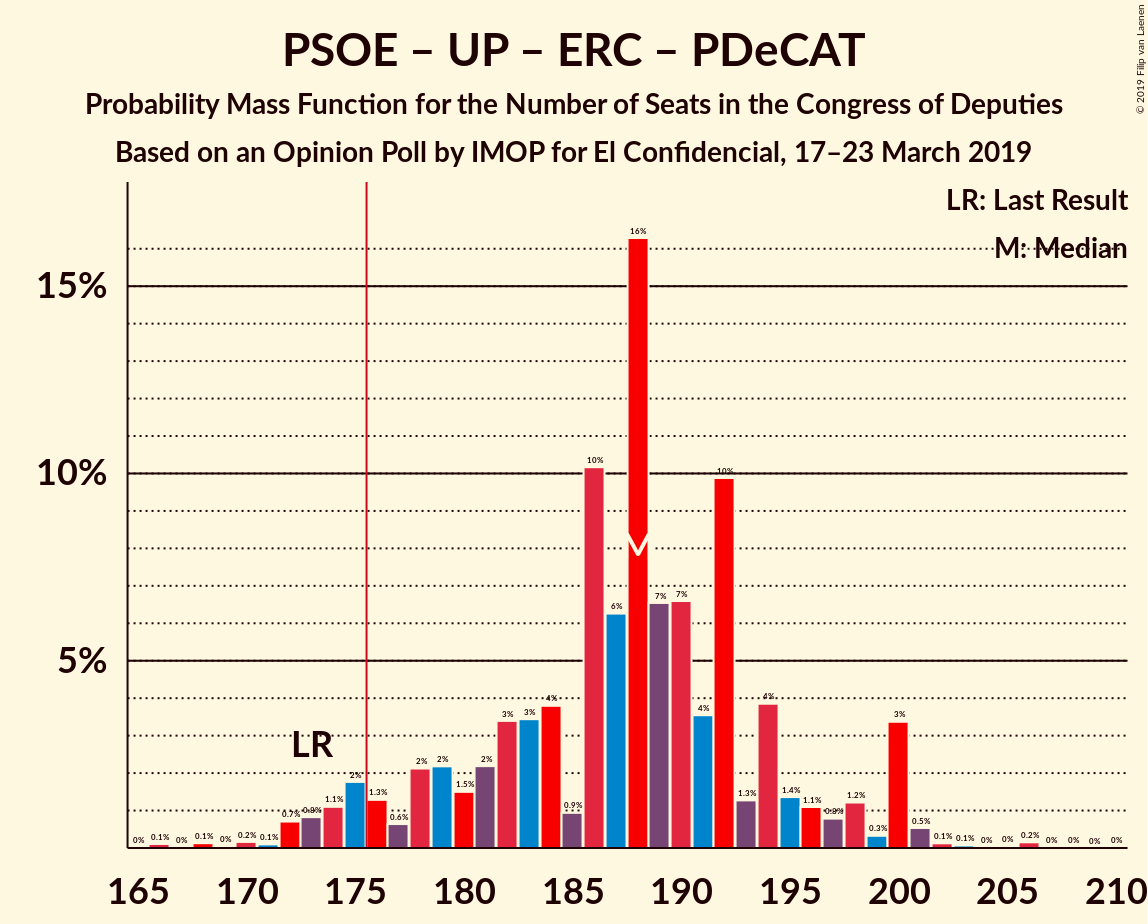 PSOE – UP – ERC – PDeCAT
Probability Mass Function for the Number of Seats in the Congress of Deputies
Based on an Opinion Poll by IMOP for El Confidencial, 17–23 March 2019
© 2019 Filip van Laenen
LR: Last Result
M: Median
15%
10%
5%
LR
0% 0.1% 0% 0.1% 0% 0.2% 0.1% 0.7% 0.8% 1.1% 2% 1.3% 0.6% 2% 2% 1.5% 2% 3% 3% 4% 0.9% 10% 6% 16% 7% 7% 4% 10% 1.3% 4% 1.4% 1.1% 0.8% 1.2% 0.3% 3% 0.5% 0.1% 0.1% 0% 0% 0.2% 0% 0% 0% 0%
165 170 175 180 185 190 195 200 205 210